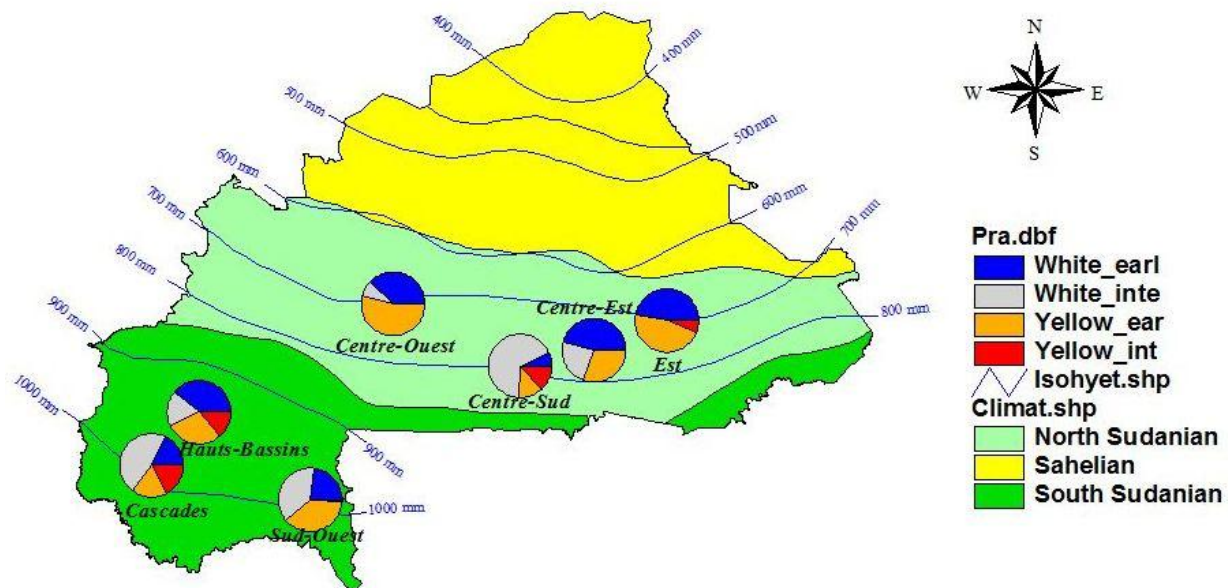 400 mm
400 mm
500 mm
500 mm
600 mm
600 mm
700 mm
700 mm
800 mm
800 mm
900 mm
900 mm
1000 mm
1000 mm
Centre-Ouest
Centre-Est
Est
Centre-Sud
Hauts-Bassins
Cascades
Sud-Ouest
N
W E
S
Pra.dbf
White_earl
White_inte
Yellow_ear
Yellow_int
Isohyet.shp
Climat.shp
North Sudanian
Sahelian
South Sudanian